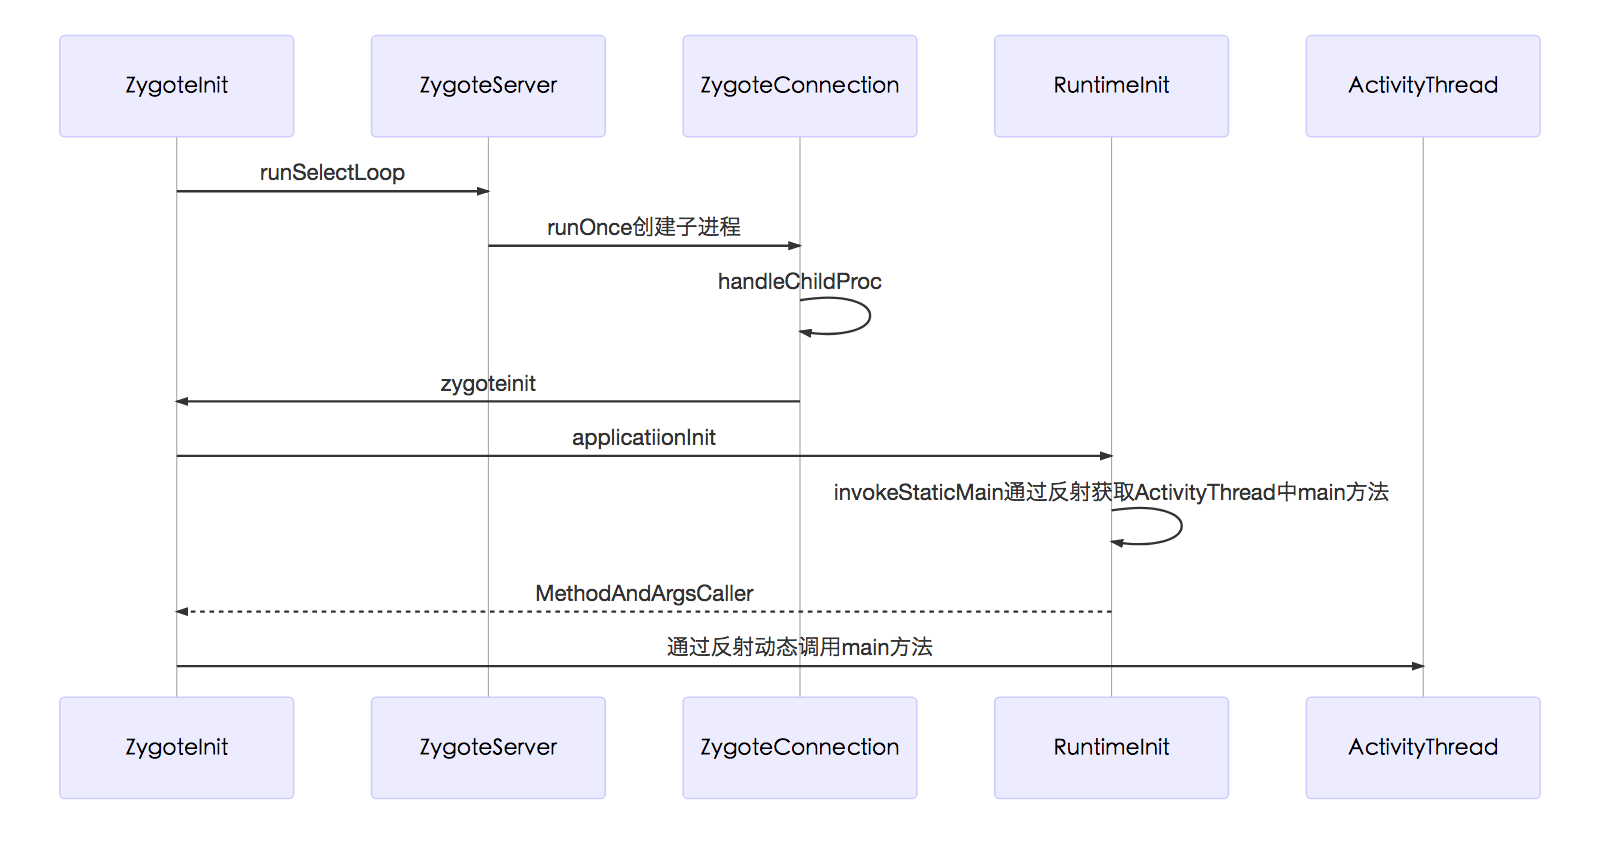 ZygoteInit
ZygoteServer
ZygoteConnection
RuntimeInit
ActivityThread
runSelectLoop
runOnce创建子进程
handleChildProc
zygoteinit
applicatiionInit
invokeStaticMain通过反射获取ActivityThread中main方法
MethodAndArgsCaller
通过反射动态调用main方法
ZygoteInit
ZygoteServer
ZygoteConnection
RuntimeInit
ActivityThread